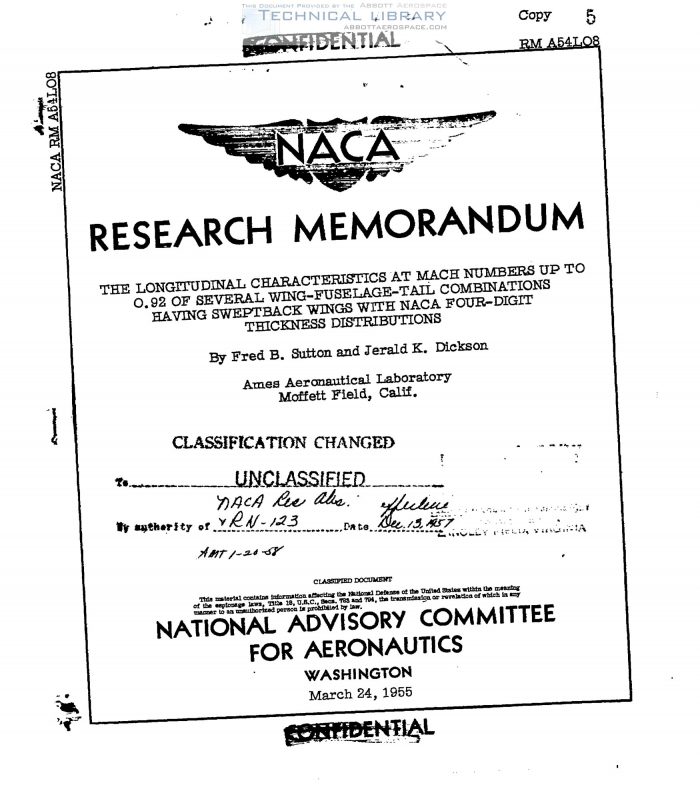 THIS DOCUMENT PROVIDED BY THE ABBOTT AEROSPACE
TECHNICAL LIBRARY
ABBOTTAEROSPACE.COM
CONFIDENTIAL
Copy 5
RM A54L08
NACA RM A54L08
NACA
RESEARCH MEMORANDUM
THE LONGITUDINAL CHARACTERISTICS AT MACH NUMBERS UP TO
0.92 OF SEVERAL WING-FUSELAGE-TAIL COMBINATIONS
HAVING SWEPTBACK WINGS WITH NACA FOUR-DIGIT
THICKNESS DISTRIBUTIONS
By Fred B. Sutton and Jerald K. Dickson
Ames Aeronautical Laboratory
Moffett Field, Calif.
CLASSIFICATION CHANGED
To UNCLASSIFIED
NACA Res Abs. effective
By authority of YRN-123 Date Dec. 13, 1957
AMT 1-20-58
CLASSIFIED DOCUMENT
This material contains information affecting the National Defense of the United States within the meaning
of the espionage laws, Title 18, U.S.C., Secs. 793 and 794, the transmission or revelation of which in any
manner to an unauthorized person is prohibited by law.
NATIONAL ADVISORY COMMITTEE
FOR AERONAUTICS
WASHINGTON
March 24, 1955
CONFIDENTIAL